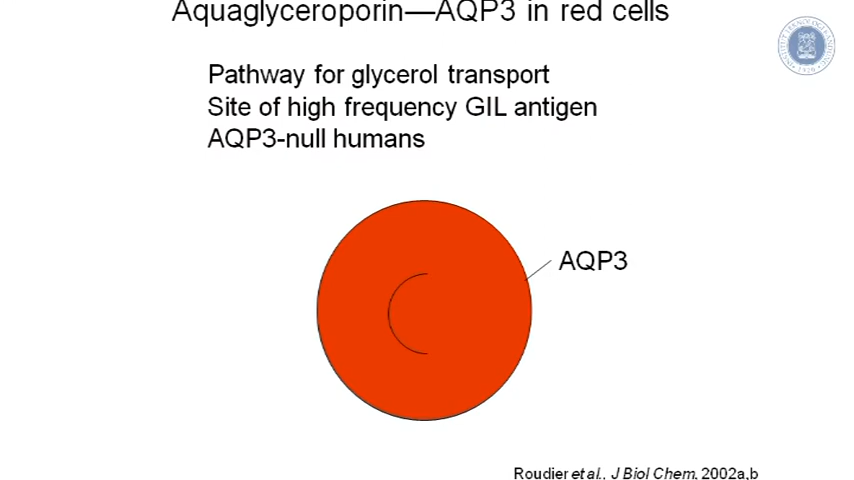 Aquaglyceroporin—AQP3 in red cells
Pathway for glycerol transport
Site of high frequency GIL antigen
AQP3-null humans
AQP3
Roudier et al., J Biol Chem, 2002a,b